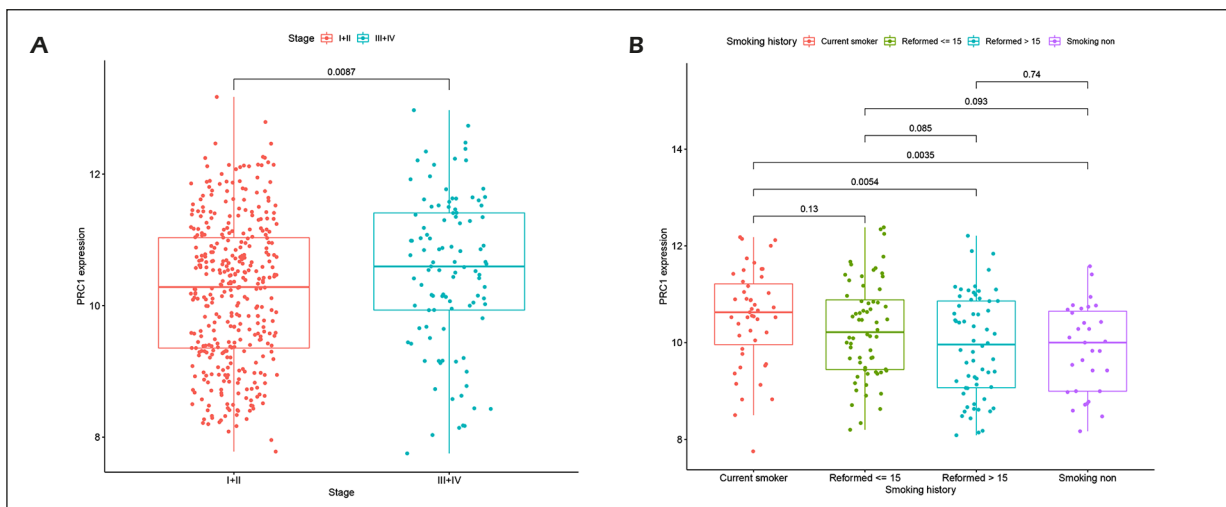 A
Stage I+II III+IV
0.0087
12
10
8
PRC1 expression
I+II III+IV
Stage
B
Smoking history Current smoker Reformed <= 15 Reformed > 15 Smoking non
0.74
0.093
0.085
0.0035
0.0054
0.13
14
12
10
8
PRC1 expression
Current smoker Reformed <= 15 Reformed > 15 Smoking non
Smoking history